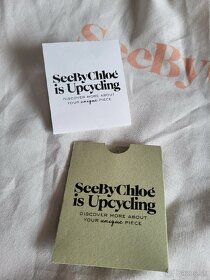 SeeBy
SeeByChloé
is Upcycling
DISCOVER MORE ABOUT
YOUR unique PIECE
SeeByChloé
is Upcycling
DISCOVER MORE ABOUT
YOUR unique PIECE